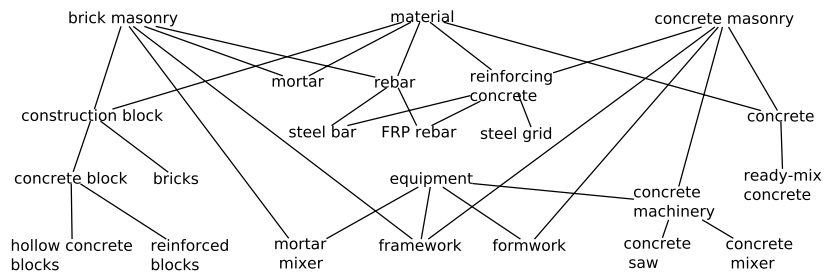 brick masonry
material
concrete masonry
mortar
rebar
reinforcing
concrete
construction block
steel bar
FRP rebar
steel grid
concrete
concrete block
bricks
equipment
concrete
machinery
ready-mix
concrete
hollow concrete
blocks
reinforced
blocks
mortar
mixer
framework
formwork
concrete
saw
concrete
mixer